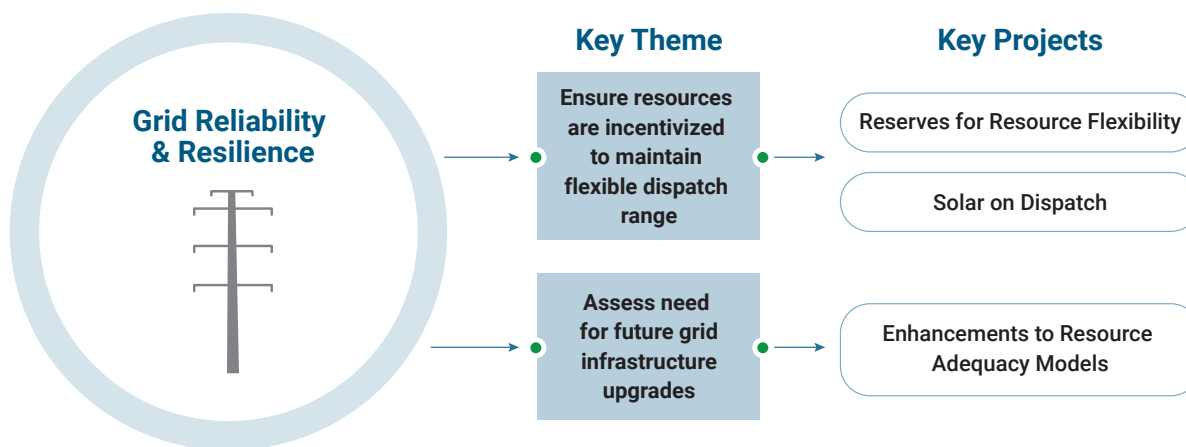 Key Theme
Key Projects
Grid Reliability
& Resilience
Ensure resources
are incentivized
to maintain
flexible dispatch
range
Reserves for Resource Flexibility
Solar on Dispatch
Assess need
for future grid
infrastructure
upgrades
Enhancements to Resource
Adequacy Models